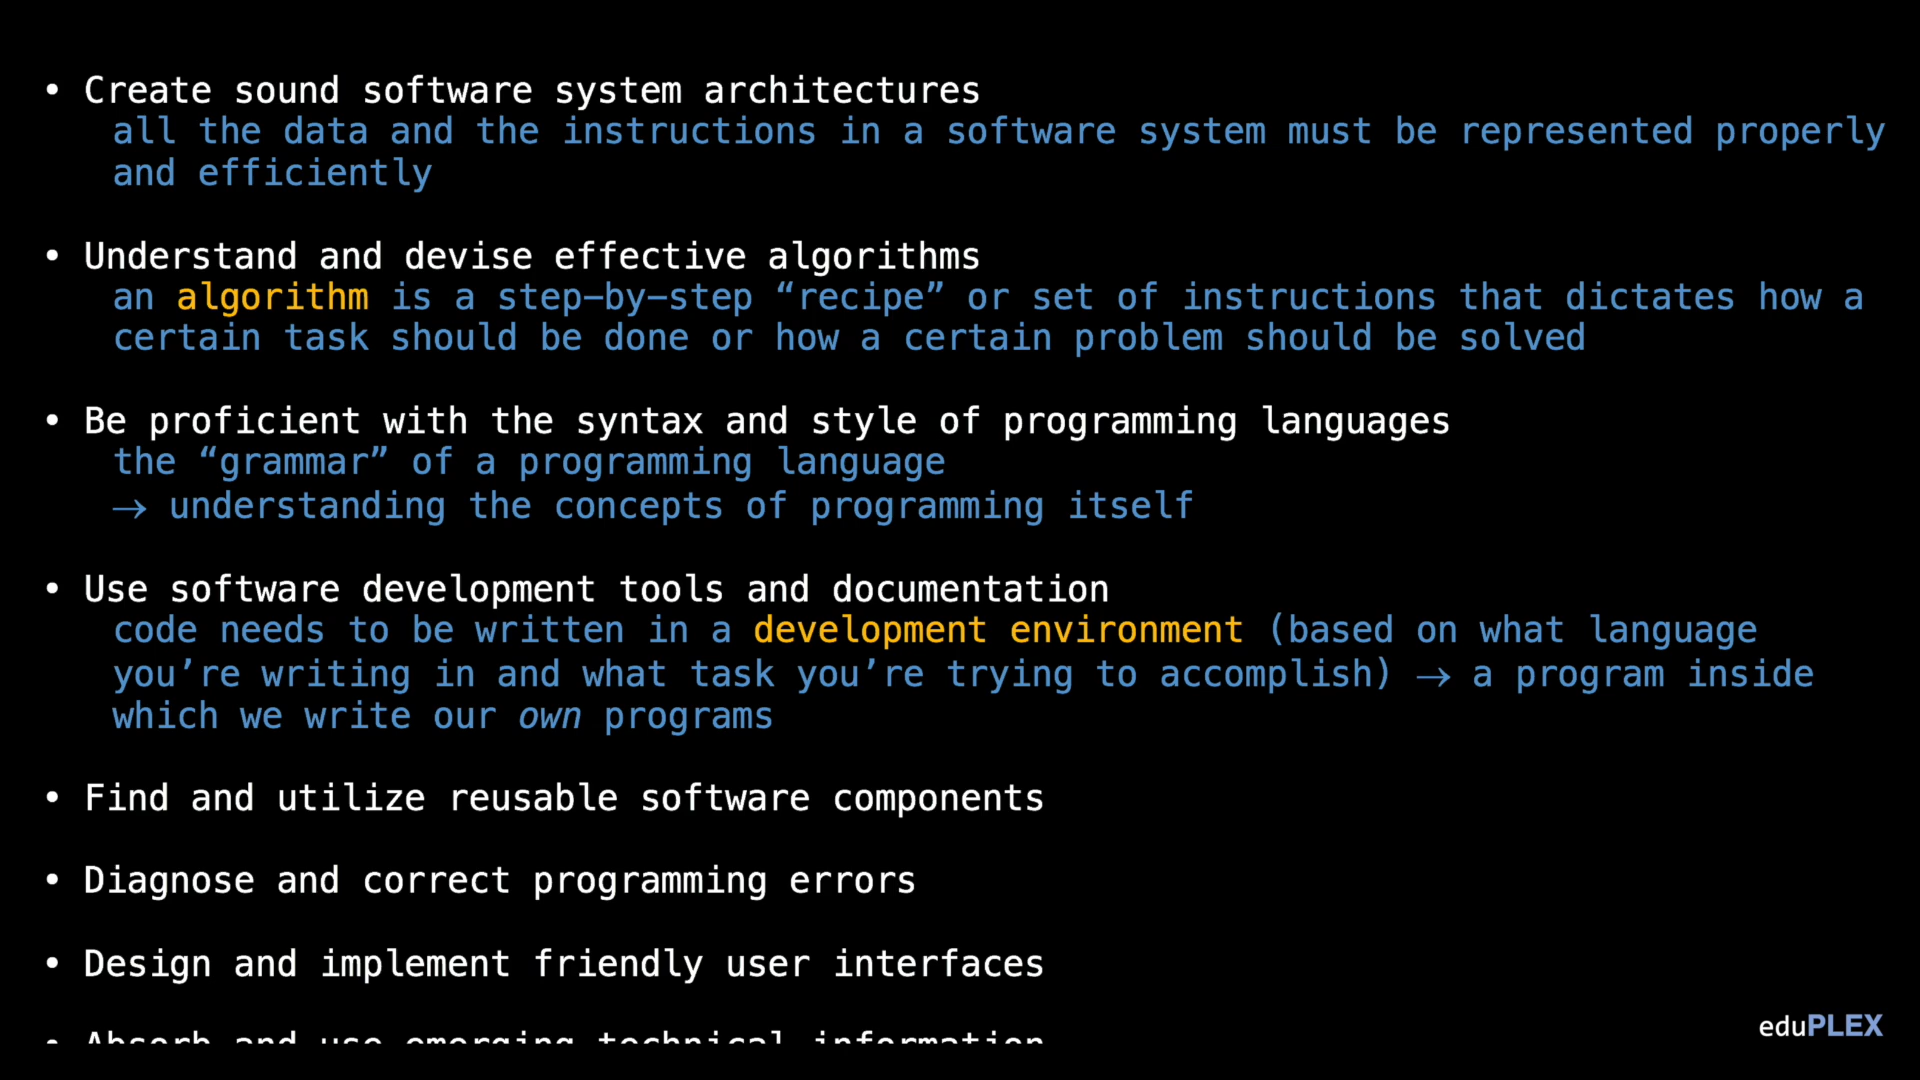 • Create sound software system architectures
all the data and the instructions in a software system must be represented properly
and efficiently
• Understand and devise effective algorithms
an algorithm is a step–by–step “recipe” or set of instructions that dictates how a
certain task should be done or how a certain problem should be solved
• Be proficient with the syntax and style of programming languages
the “grammar” of a programming language
→ understanding the concepts of programming itself
• Use software development tools and documentation
code needs to be written in a development environment (based on what language
you’re writing in and what task you’re trying to accomplish) → a program inside
which we write our own programs
• Find and utilize reusable software components
• Diagnose and correct programming errors
• Design and implement friendly user interfaces
• Absorb and use emerging technical information
eduPLEX